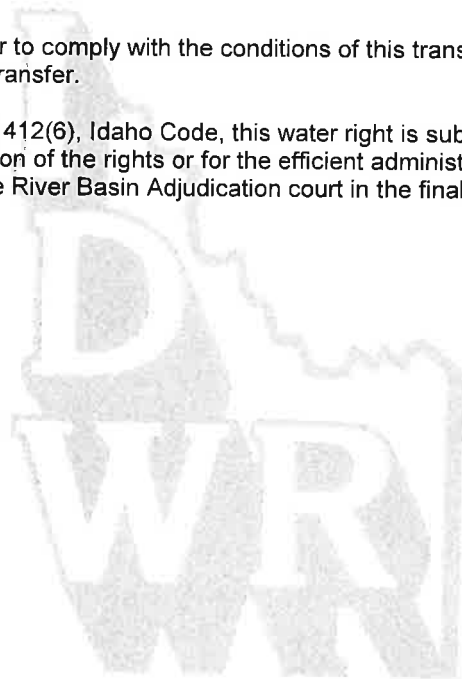 r to comply with the conditions of this trans
ransfer.
412(6), Idaho Code, this water right is sub
on of the rights or for the efficient administ
e River Basin Adjudication court in the final
D
WR